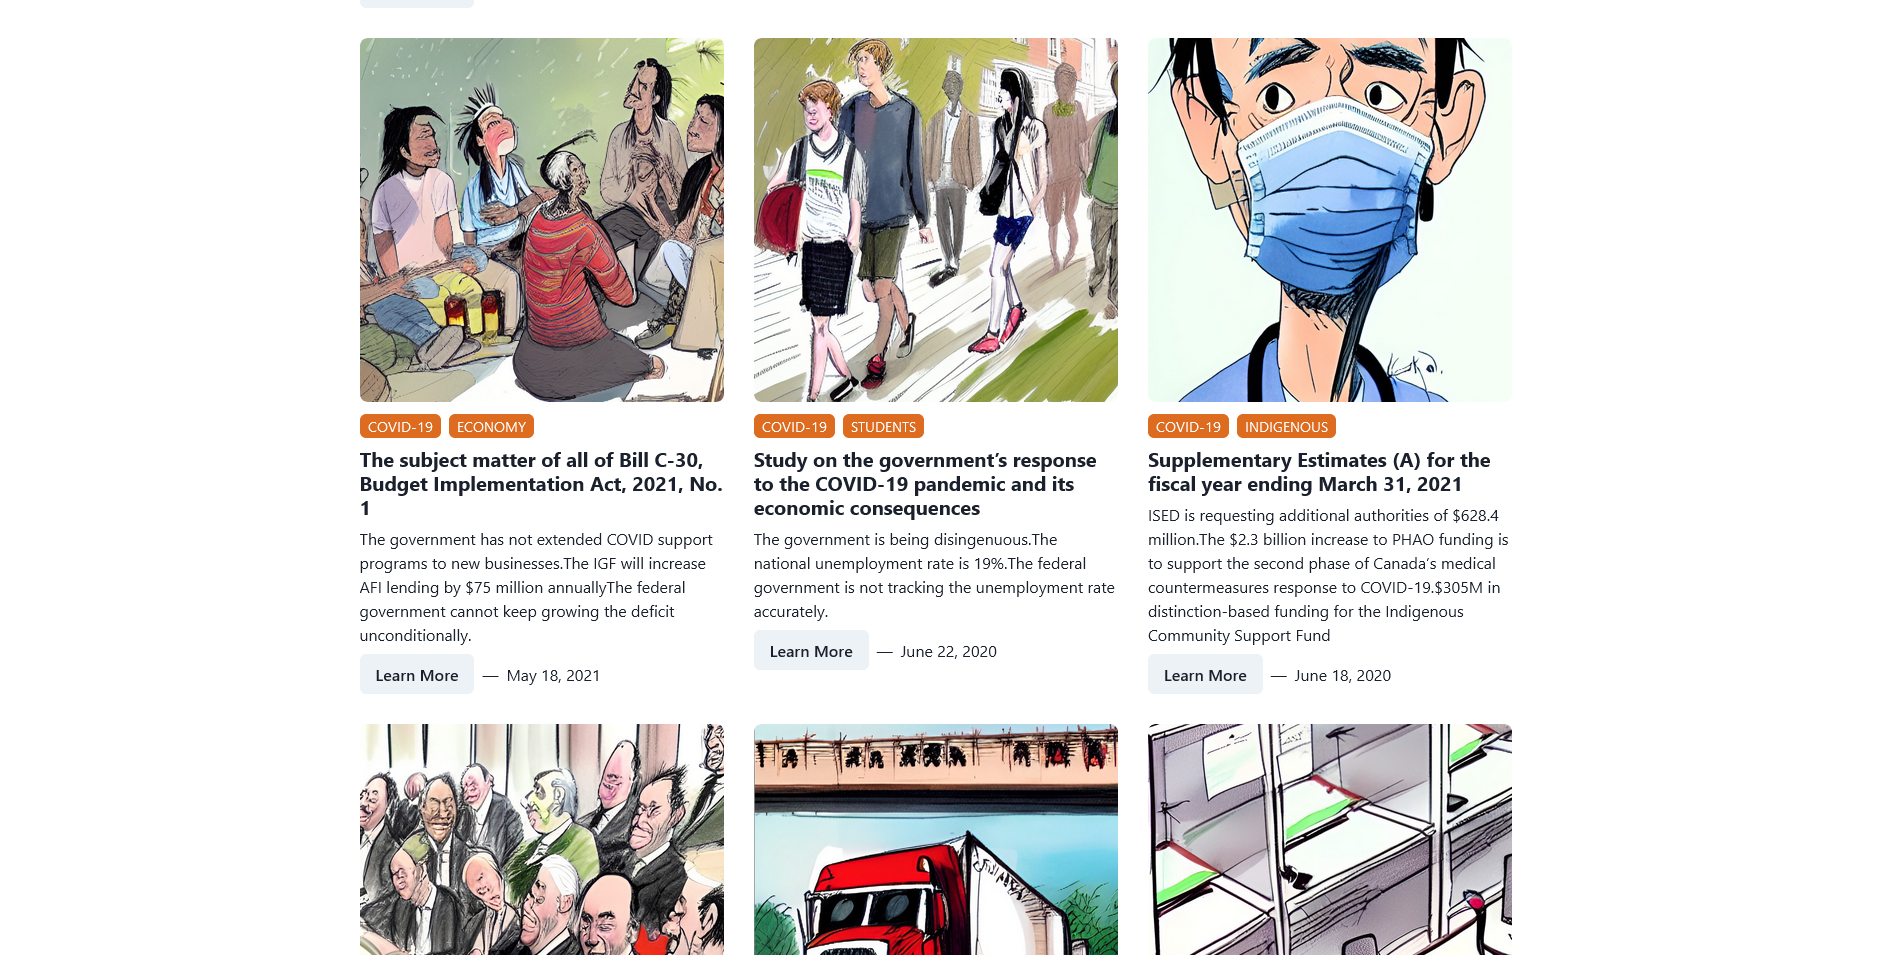 COVID-19 ECONOMY
The subject matter of all of Bill C-30,
Budget Implementation Act, 2021, No.
1
The government has not extended COVID support
programs to new businesses.The IGF will increase
AFI lending by $75 million annuallyThe federal
government cannot keep growing the deficit
unconditionally.
Learn More — May 18, 2021
COVID-19 STUDENTS
Study on the government’s response
to the COVID-19 pandemic and its
economic consequences
The government is being disingenuous.The
national unemployment rate is 19%.The federal
government is not tracking the unemployment rate
accurately.
Learn More — June 22, 2020
COVID-19 INDIGENOUS
Supplementary Estimates (A) for the
fiscal year ending March 31, 2021
ISED is requesting additional authorities of $628.4
million.The $2.3 billion increase to PHAO funding is
to support the second phase of Canada’s medical
countermeasures response to COVID-19.$305M in
distinction-based funding for the Indigenous
Community Support Fund
Learn More — June 18, 2020